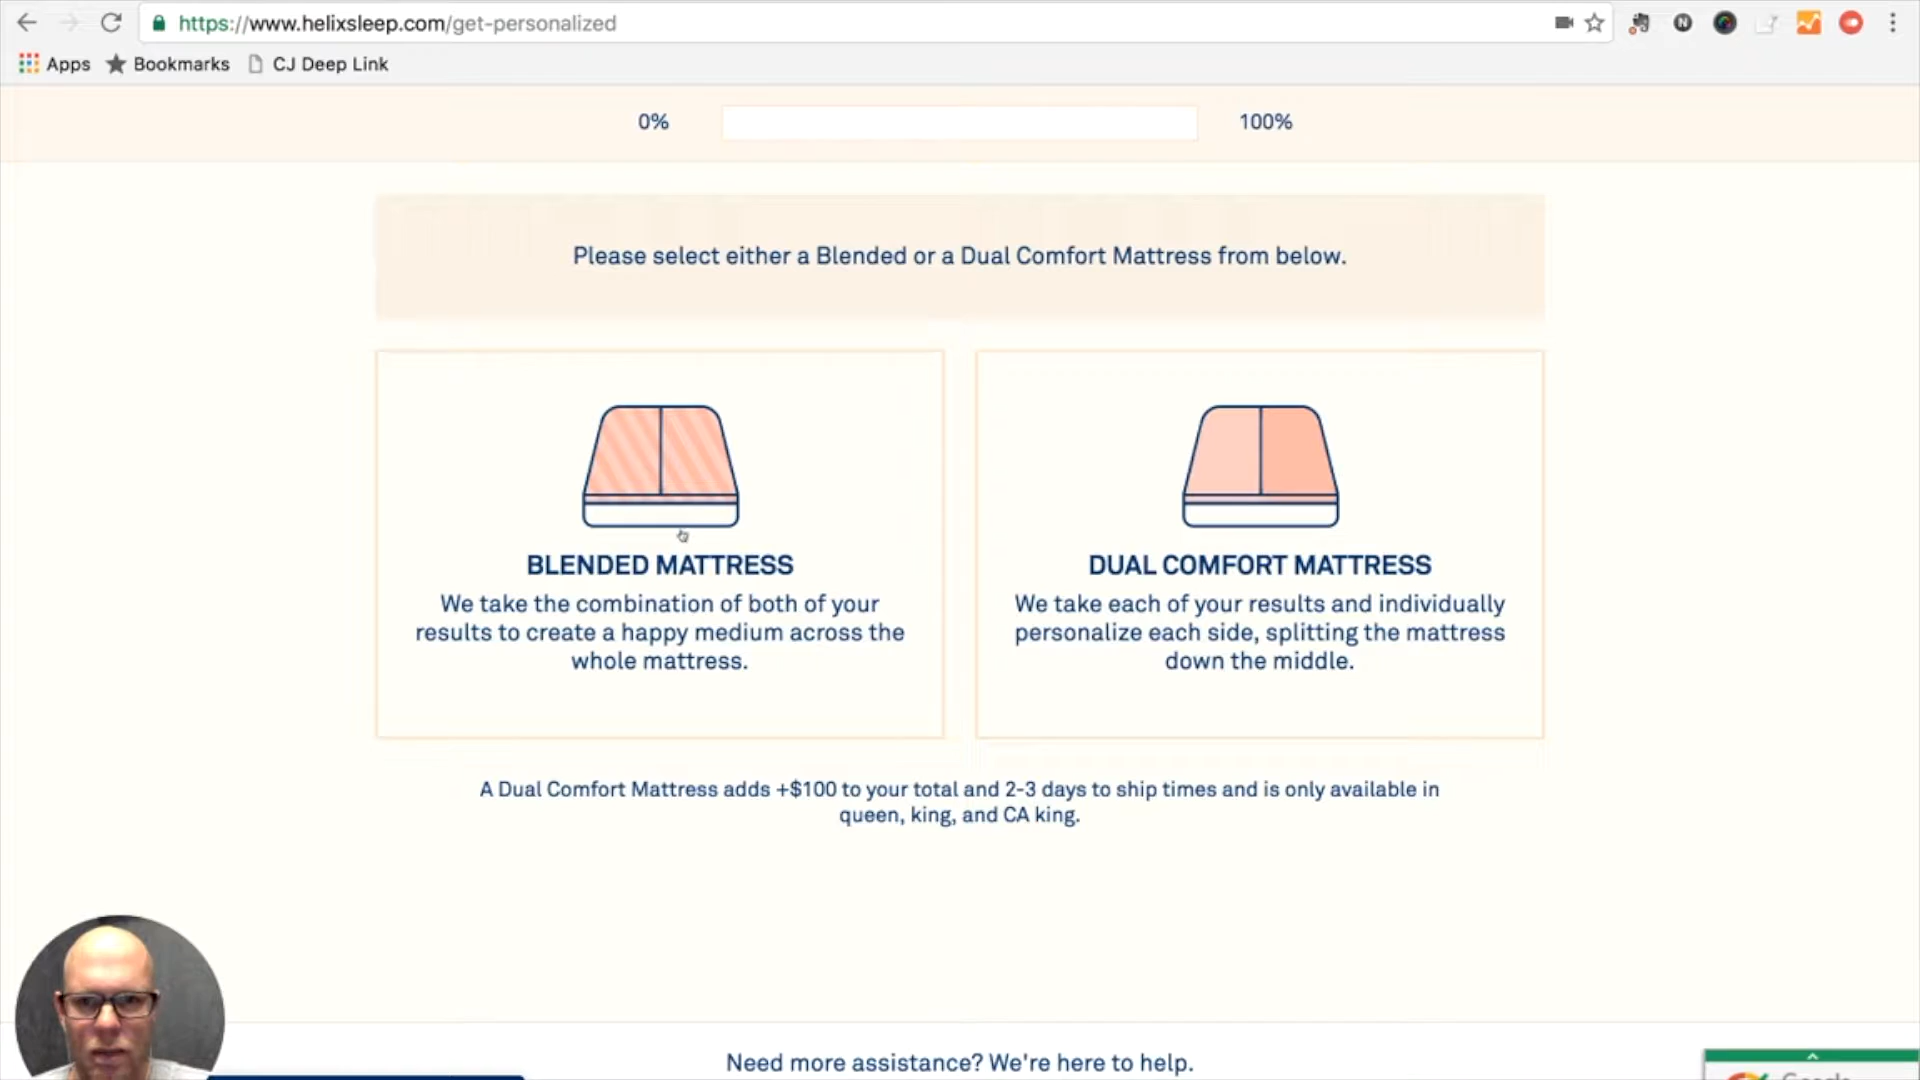 https://www.helixsleep.com/get-personalized
Apps Bookmarks CJ Deep Link
0% 100%
Please select either a Blended or a Dual Comfort Mattress from below.
BLENDED MATTRESS
We take the combination of both of your
results to create a happy medium across the
whole mattress.
DUAL COMFORT MATTRESS
We take each of your results and individually
personalize each side, splitting the mattress
down the middle.
A Dual Comfort Mattress adds +$100 to your total and 2-3 days to ship times and is only available in
queen, king, and CA king.
Need more assistance? We're here to help.